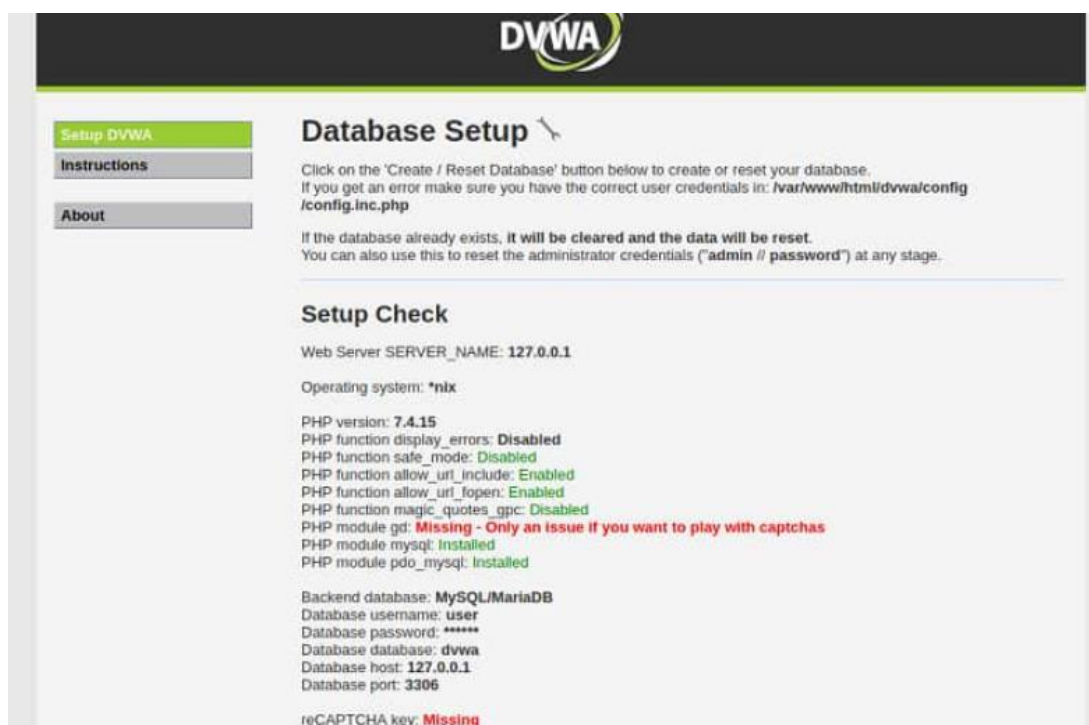 DVWA
Setup DVWA
Instructions
About
Database Setup
Click on the 'Create / Reset Database' button below to create or reset your database.
If you get an error make sure you have the correct user credentials in: /var/www/html/dvwa/config
/config.inc.php
If the database already exists, it will be cleared and the data will be reset.
You can also use this to reset the administrator credentials ("admin // password") at any stage.
Setup Check
Web Server SERVER_NAME: 127.0.0.1
Operating system: *nix
PHP version: 7.4.15
PHP function display_errors: Disabled
PHP function safe_mode: Disabled
PHP function allow_url_include: Enabled
PHP function allow_url_fopen: Enabled
PHP function magic_quotes_gpc: Disabled
PHP module gd: Missing - Only an issue if you want to play with captchas
PHP module mysql: Installed
PHP module pdo_mysql: Installed
Backend database: MySQL/MariaDB
Database username: user
Database password: ******
Database database: dvwa
Database host: 127.0.0.1
Database port: 3306
reCAPTCHA key: Missing